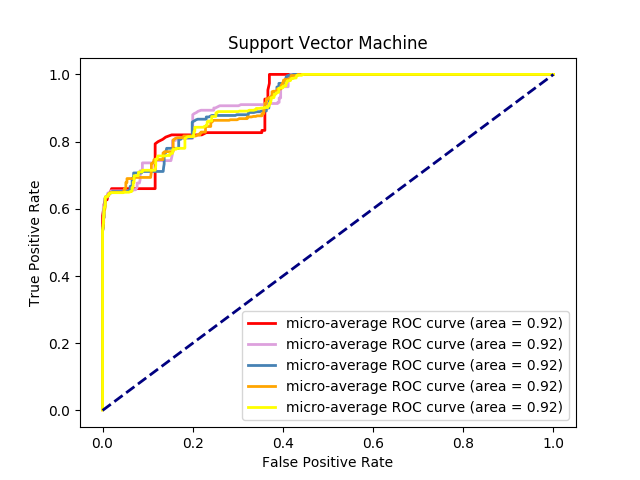 Support Vector Machine
True Positive Rate
1.0
0.8
0.6
0.4
0.2
0.0
micro-average ROC curve (area = 0.92)
micro-average ROC curve (area = 0.92)
micro-average ROC curve (area = 0.92)
micro-average ROC curve (area = 0.92)
micro-average ROC curve (area = 0.92)
0.0 0.2 0.4 0.6 0.8 1.0
False Positive Rate